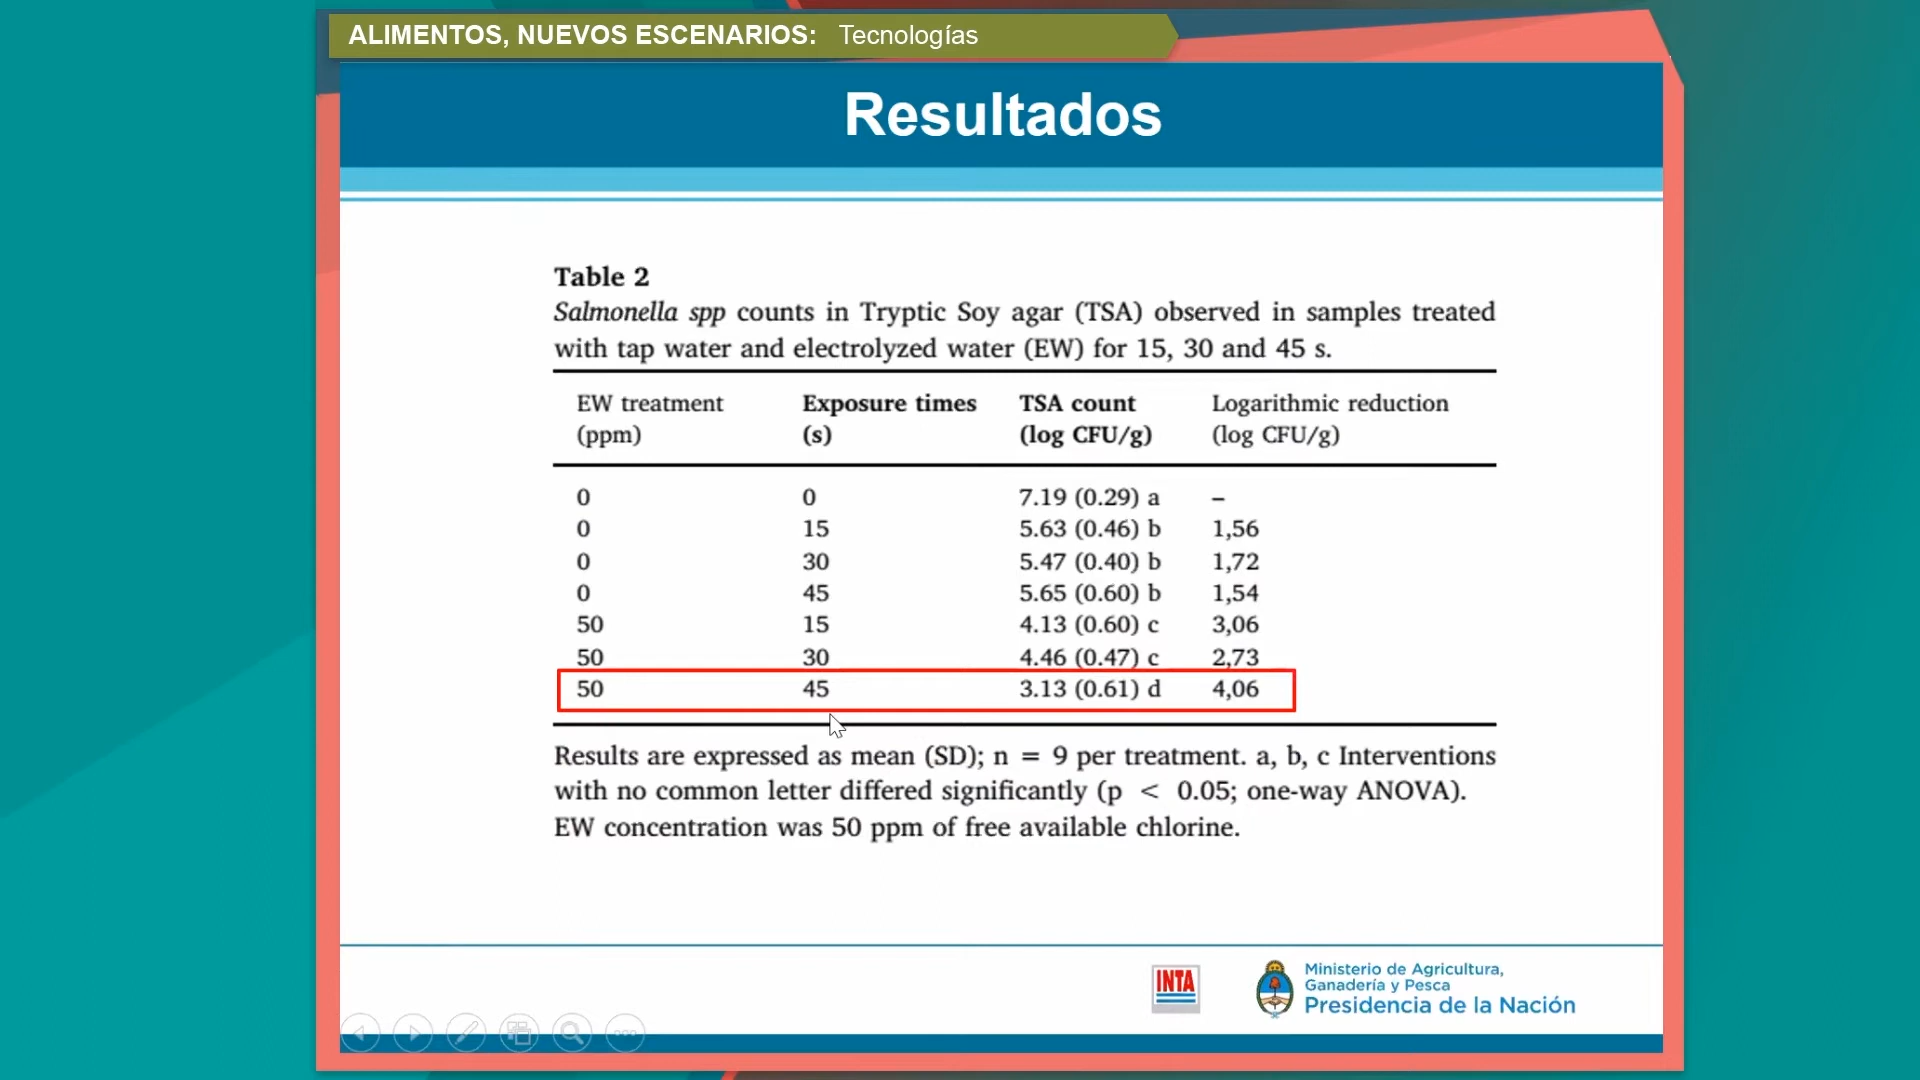 ALIMENTOS, NUEVOS ESCENARIOS: Tecnologías
Resultados
Table 2
Salmonella spp counts in Tryptic Soy agar (TSA) observed in samples treated
with tap water and electrolyzed water (EW) for 15, 30 and 45 s.
EW treatment Exposure times TSA count Logarithmic reduction
(ppm) (s) (log CFU/g) (log CFU/g)
0 0 7.19 (0.29) a –
0 15 5.63 (0.46) b 1,56
0 30 5.47 (0.40) b 1,72
0 45 5.65 (0.60) b 1,54
50 15 4.13 (0.60) c 3,06
50 30 4.46 (0.47) c 2,73
50 45 3.13 (0.61) d 4,06
Results are expressed as mean (SD); n = 9 per treatment. a, b, c Interventions
with no common letter differed significantly (p < 0.05; one-way ANOVA).
EW concentration was 50 ppm of free available chlorine.
INTA
Ministerio de Agricultura,
Ganadería y Pesca
Presidencia de la Nación